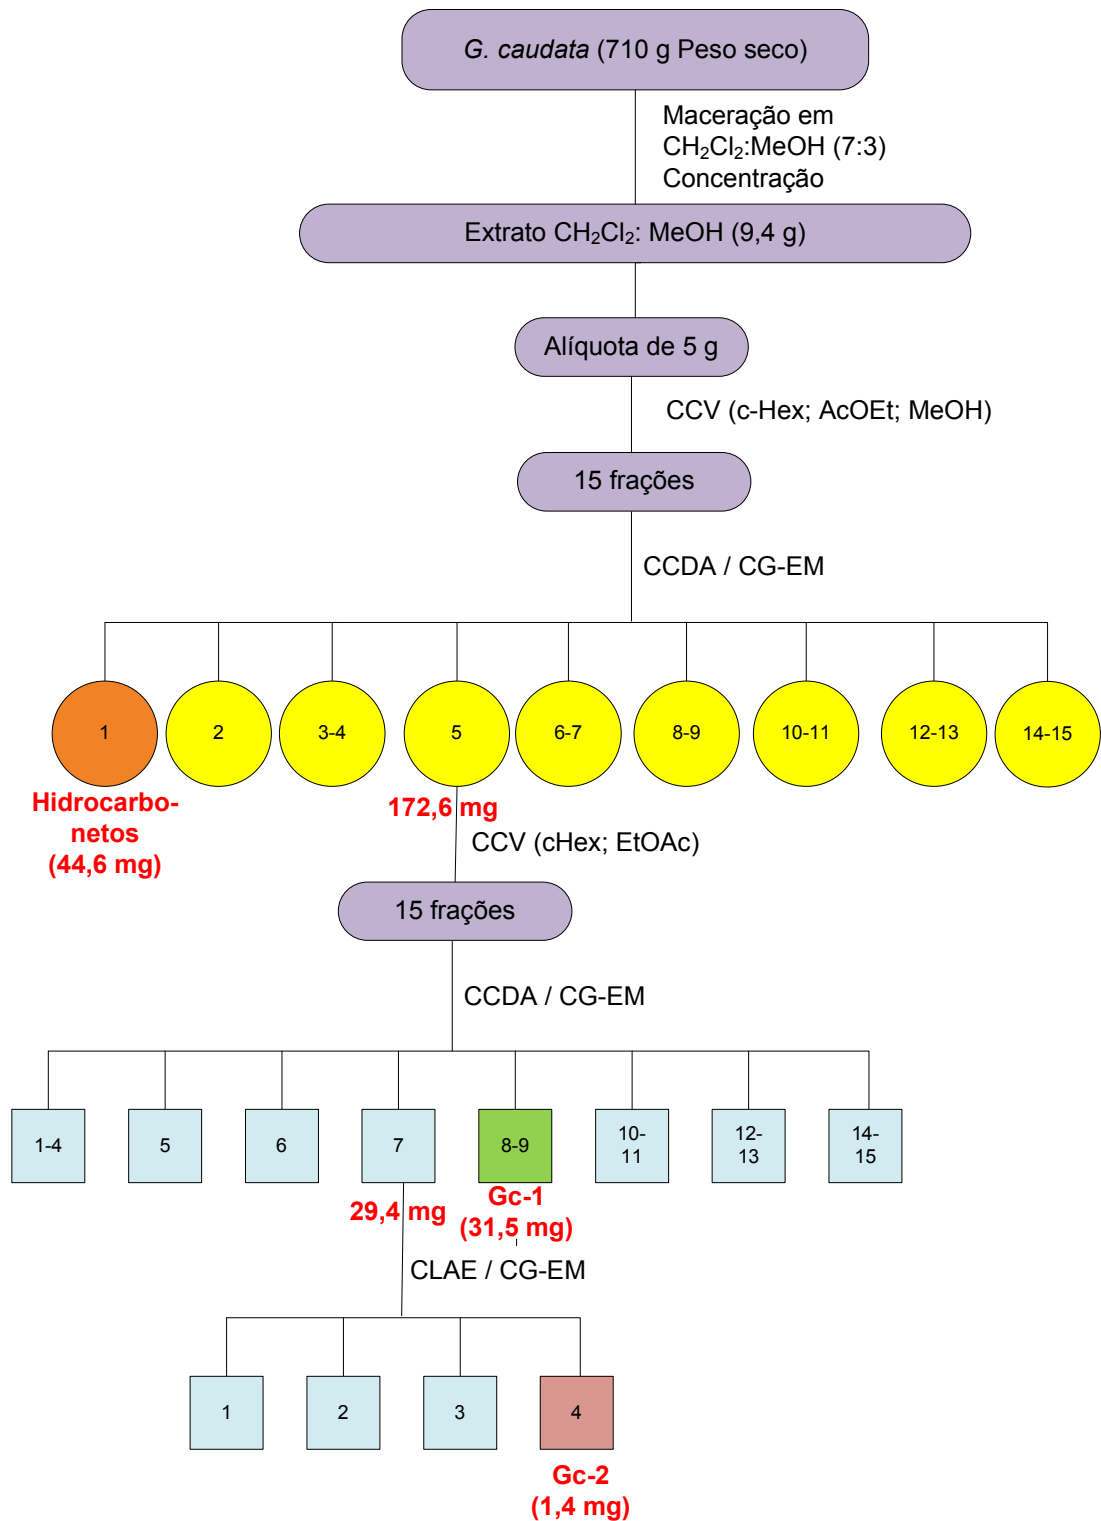 G. caudata (710 g Peso seco)
Maceração em
CH₂Cl₂:MeOH (7:3)
Concentração
Extrato CH₂Cl₂: MeOH (9,4 g)
Alíquota de 5 g
CCV (c-Hex; AcOEt; MeOH)
15 frações
CCDA / CG-EM
1
2
3-4
5
6-7
8-9
10-11
12-13
14-15
Hidrocarbo-
netos
(44,6 mg)
172,6 mg
CCV (cHex; EtOAc)
15 frações
CCDA / CG-EM
1-4
5
6
7
8-9
10-
11
12-
13
14-
15
29,4 mg
Gc-1
(31,5 mg)
CLAE / CG-EM
1
2
3
4
Gc-2
(1,4 mg)